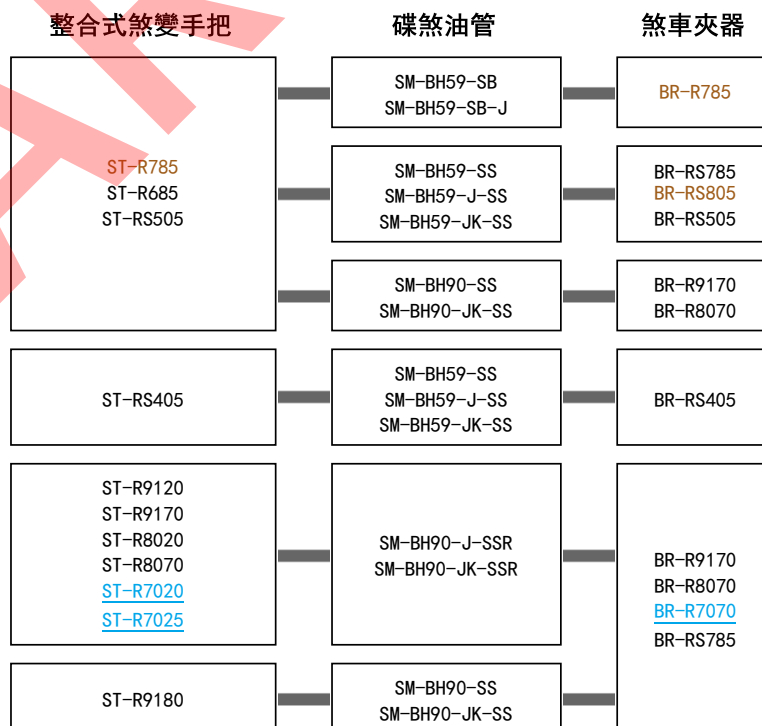 整合式煞變手把
碟煞油管
煞車夾器
ST-R785
ST-R685
ST-RS505
SM-BH59-SB
SM-BH59-SB-J
BR-R785
SM-BH59-SS
SM-BH59-J-SS
SM-BH59-JK-SS
BR-RS785
BR-RS805
BR-RS505
SM-BH90-SS
SM-BH90-JK-SS
BR-R9170
BR-R8070
ST-RS405
SM-BH59-SS
SM-BH59-J-SS
SM-BH59-JK-SS
BR-RS405
ST-R9120
ST-R9170
ST-R8020
ST-R8070
ST-R7020
ST-R7025
SM-BH90-J-SSR
SM-BH90-JK-SSR
BR-R9170
BR-R8070
BR-R7070
BR-RS785
ST-R9180
SM-BH90-SS
SM-BH90-JK-SS